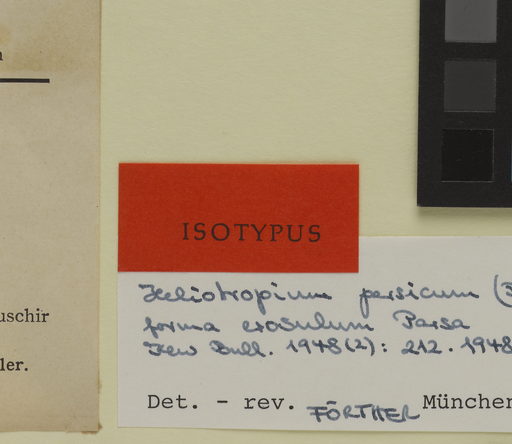 n
uschir
ler.
ISOTYPUS
Heliotropium persicum (B
forma erosulum Parsa
Kew Bull. 1948(2): 212. 1948
Det. - rev. FÖRTHER München